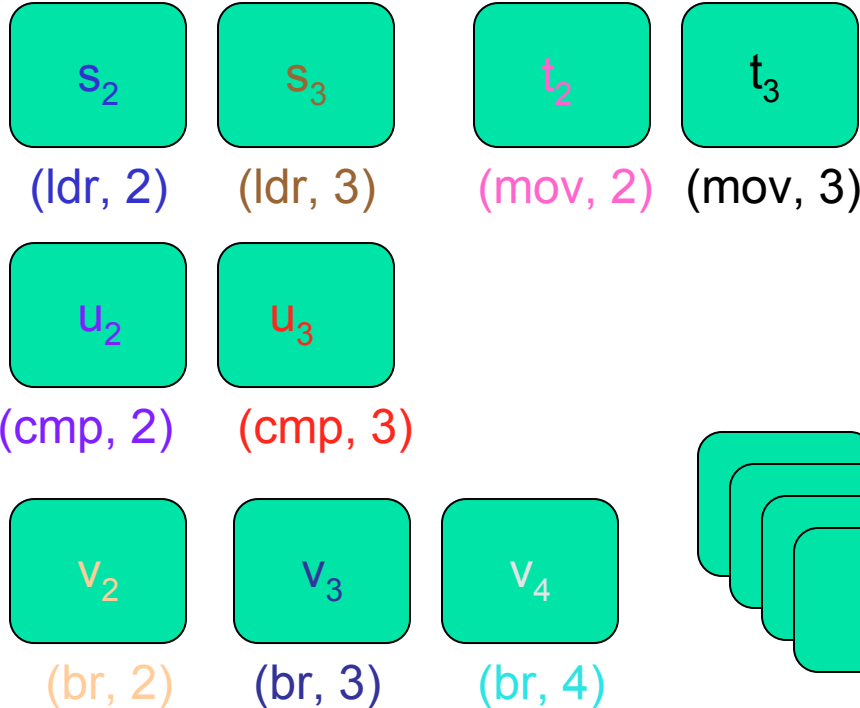 s₂ s₃ t₂ t₃
(ldr, 2) (ldr, 3) (mov, 2) (mov, 3)
u₂ u₃
(cmp, 2) (cmp, 3)
v₂ v₃ v₄
(br, 2) (br, 3) (br, 4)